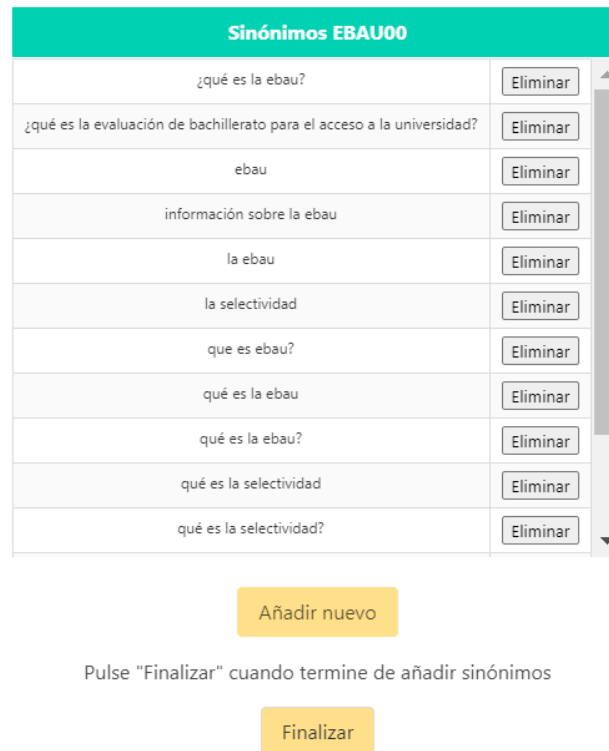 Sinónimos EBAU00
¿qué es la ebau? Eliminar
¿qué es la evaluación de bachillerato para el acceso a la universidad? Eliminar
ebau Eliminar
información sobre la ebau Eliminar
la ebau Eliminar
la selectividad Eliminar
que es ebau? Eliminar
qué es la ebau Eliminar
qué es la ebau? Eliminar
qué es la selectividad Eliminar
qué es la selectividad? Eliminar
Añadir nuevo
Pulse "Finalizar" cuando termine de añadir sinónimos
Finalizar